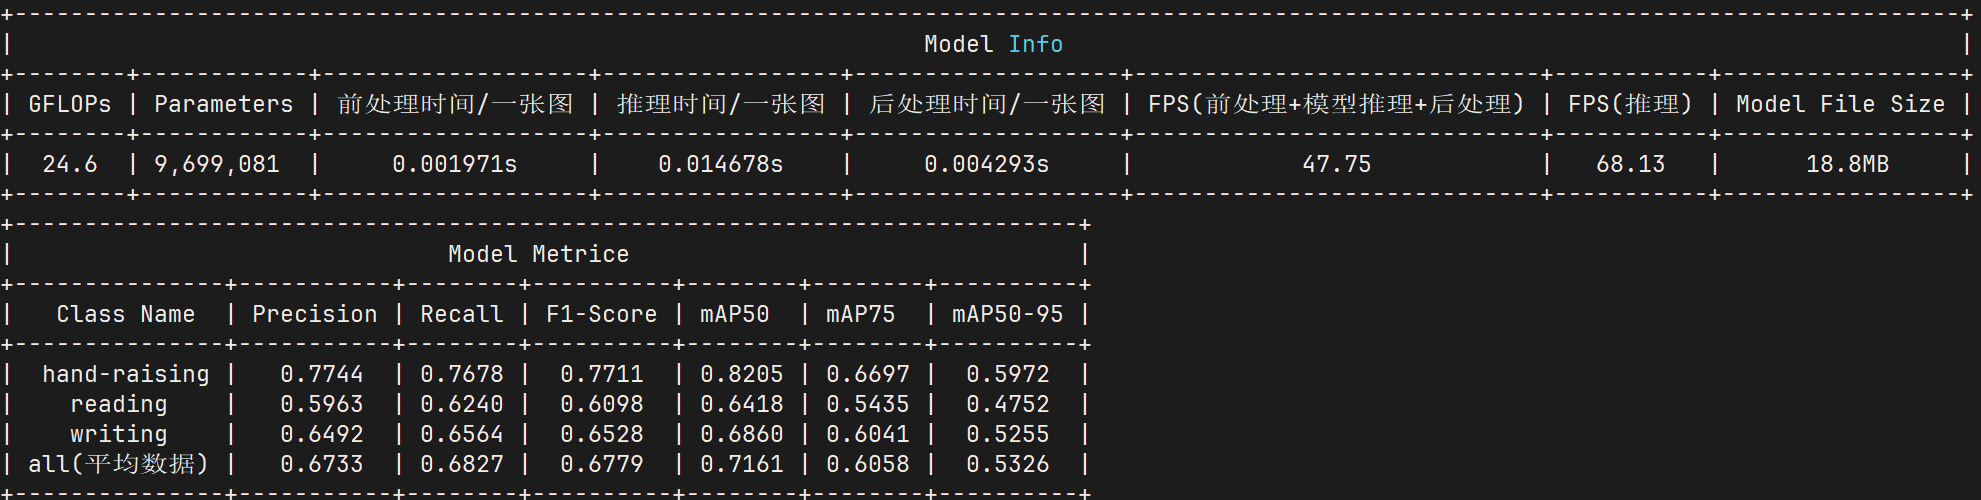 Model Info
| GFLOPs | Parameters | 前处理时间/一张图 | 推理时间/一张图 | 后处理时间/一张图 | FPS(前处理+模型推理+后处理) | FPS(推理) | Model File Size |
| 24.6 | 9,699,081 | 0.001971s | 0.014678s | 0.004293s | 47.75 | 68.13 | 18.8MB |
Model Metrice
| Class Name | Precision | Recall | F1-Score | mAP50 | mAP75 | mAP50-95 |
| hand-raising | 0.7744 | 0.7678 | 0.7711 | 0.8205 | 0.6697 | 0.5972 |
| reading | 0.5963 | 0.6240 | 0.6098 | 0.6418 | 0.5435 | 0.4752 |
| writing | 0.6492 | 0.6564 | 0.6528 | 0.6860 | 0.6041 | 0.5255 |
| all(平均数据) | 0.6733 | 0.6827 | 0.6779 | 0.7161 | 0.6058 | 0.5326 |